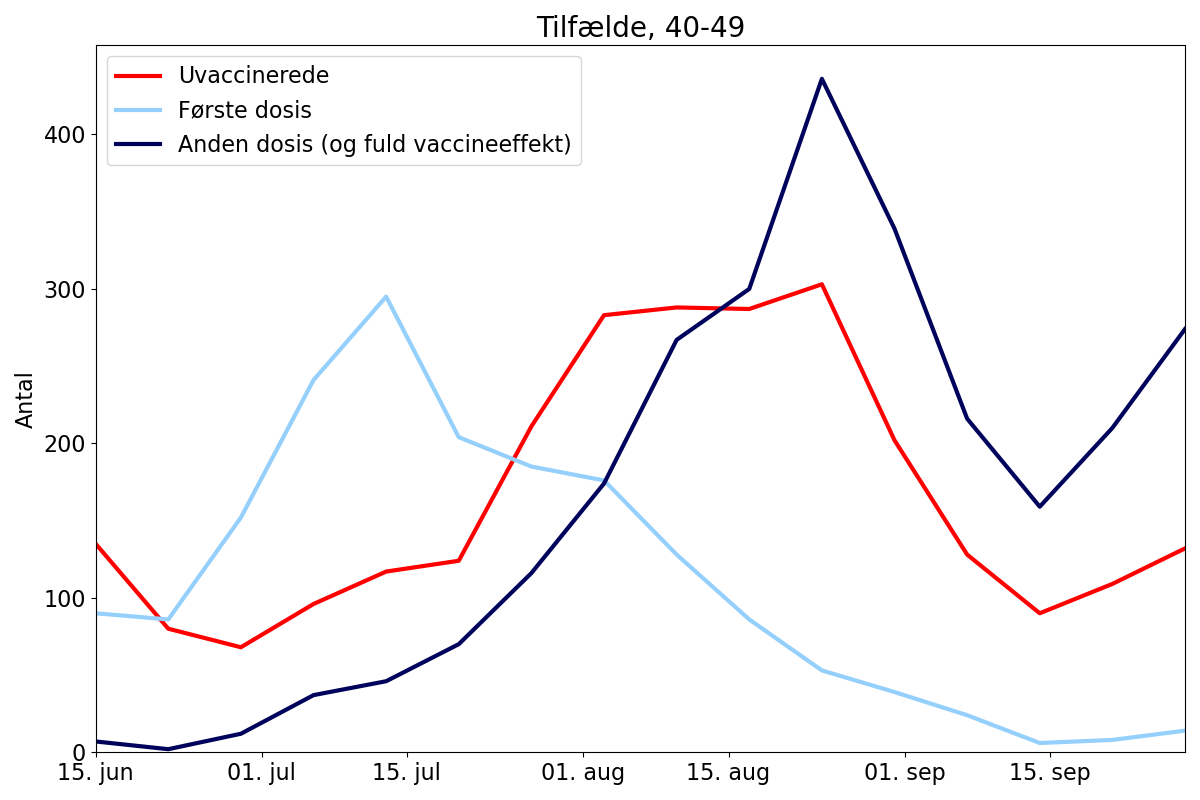 Tilfælde, 40-49
Uvaccinerede
Første dosis
Anden dosis (og fuld vaccineeffekt)
Antal
400
300
200
100
0
15. jun 01. jul 15. jul 01. aug 15. aug 01. sep 15. sep